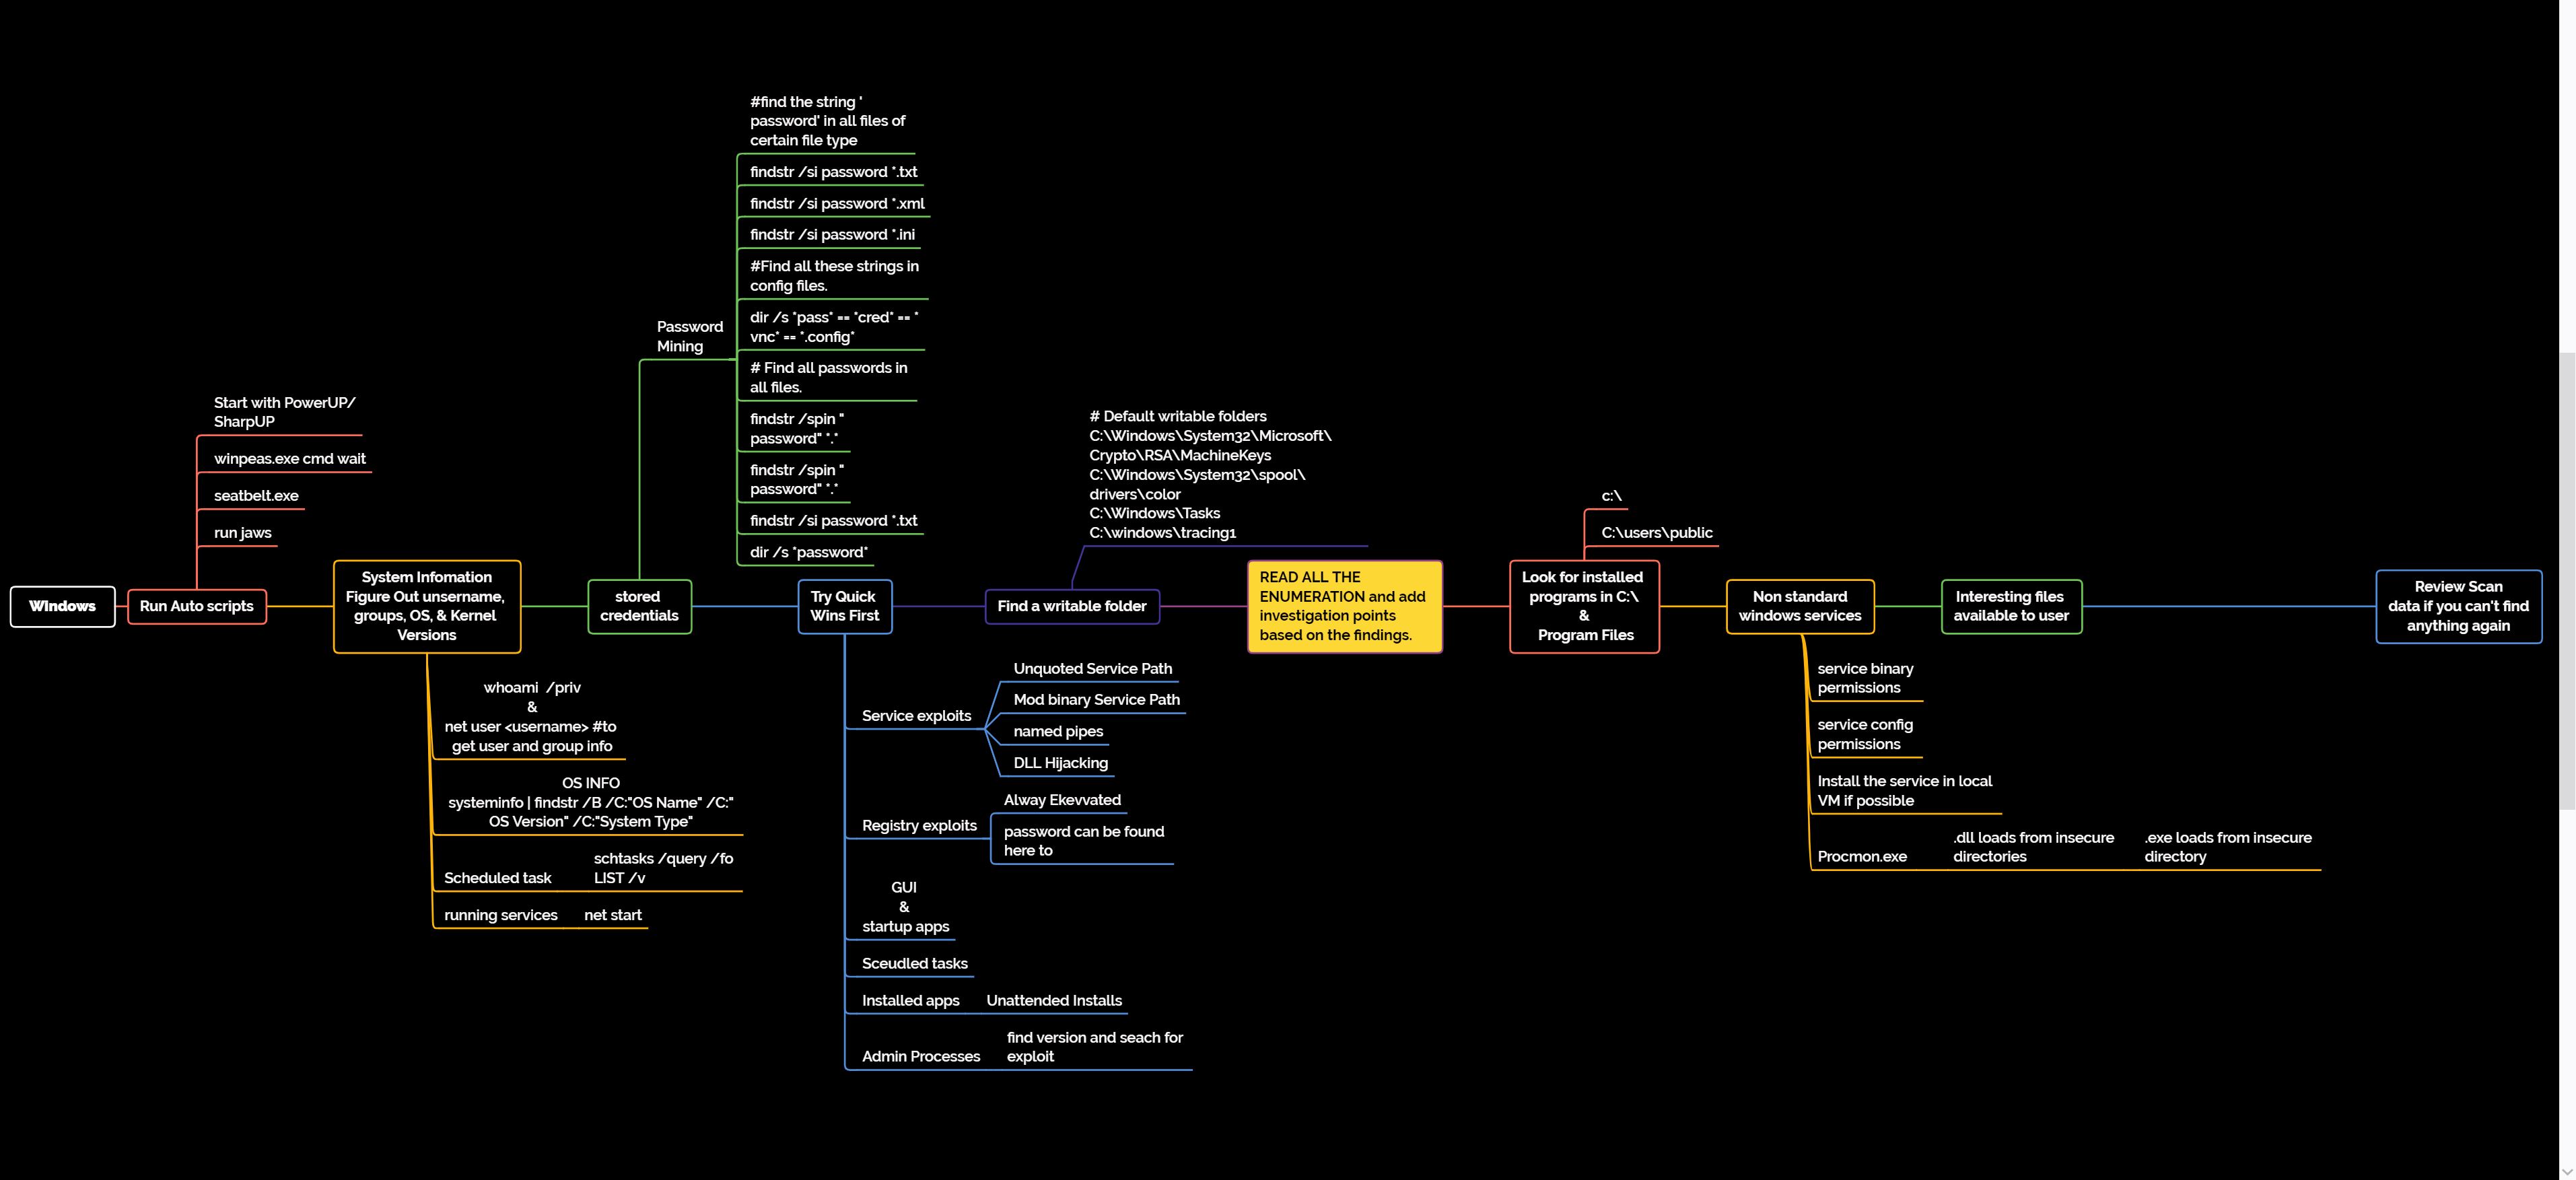 WIndows
Run Auto scripts
Start with PowerUP/
SharpUP
winpeas.exe cmd wait
seatbelt.exe
run jaws
System Infomation
Figure Out unsername,
groups, OS, & Kernel
Versions
whoami  /priv
&
net user <username> #to
get user and group info
OS INFO
systeminfo | findstr /B /C:"OS Name" /C:"
OS Version" /C:"System Type"
Scheduled task
schtasks /query /fo
LIST /v
running services
net start
stored
credentials
Password
Mining
#find the string '
password' in all files of
certain file type
findstr /si password *.txt
findstr /si password *.xml
findstr /si password *.ini
#Find all these strings in
config files.
dir /s *pass* == *cred* == *
vnc* == *.config*
# Find all passwords in
all files.
findstr /spin "
password" *.*
findstr /spin "
password" *.*
findstr /si password *.txt
dir /s *password*
Try Quick
Wins First
Service exploits
Unquoted Service Path
Mod binary Service Path
named pipes
DLL Hijacking
Registry exploits
Alway Ekevvated
password can be found
here to
GUI
&
startup apps
Sceudled tasks
Installed apps
Unattended Installs
Admin Processes
find version and seach for
exploit
Find a writable folder
# Default writable folders
C:\Windows\System32\Microsoft\
Crypto\RSA\MachineKeys
C:\Windows\System32\spool\
drivers\color
C:\Windows\Tasks
C:\windows\tracing1
READ ALL THE
ENUMERATION and add
investigation points
based on the findings.
Look for installed
programs in C:\
&
Program Files
c:\
C:\users\public
Non standard
windows services
service binary
permissions
service config
permissions
Install the service in local
VM if possible
Procmon.exe
.dll loads from insecure
directories
.exe loads from insecure
directory
Interesting files
available to user
Review Scan
data if you can't find
anything again